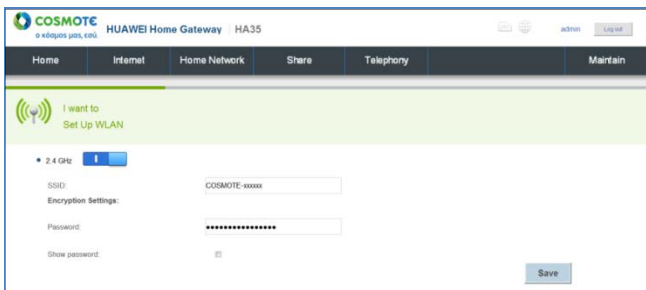 COSMOTE
ο κόσμος μας, εσύ.
HUAWEI Home Gateway HA35
admin Log out
Home Internet Home Network Share Telephony Maintain
I want to
Set Up WLAN
2.4 GHz
SSID: COSMOTE-xxxxxx
Encryption Settings:
Password: ••••••••••••••••
Show password:
Save